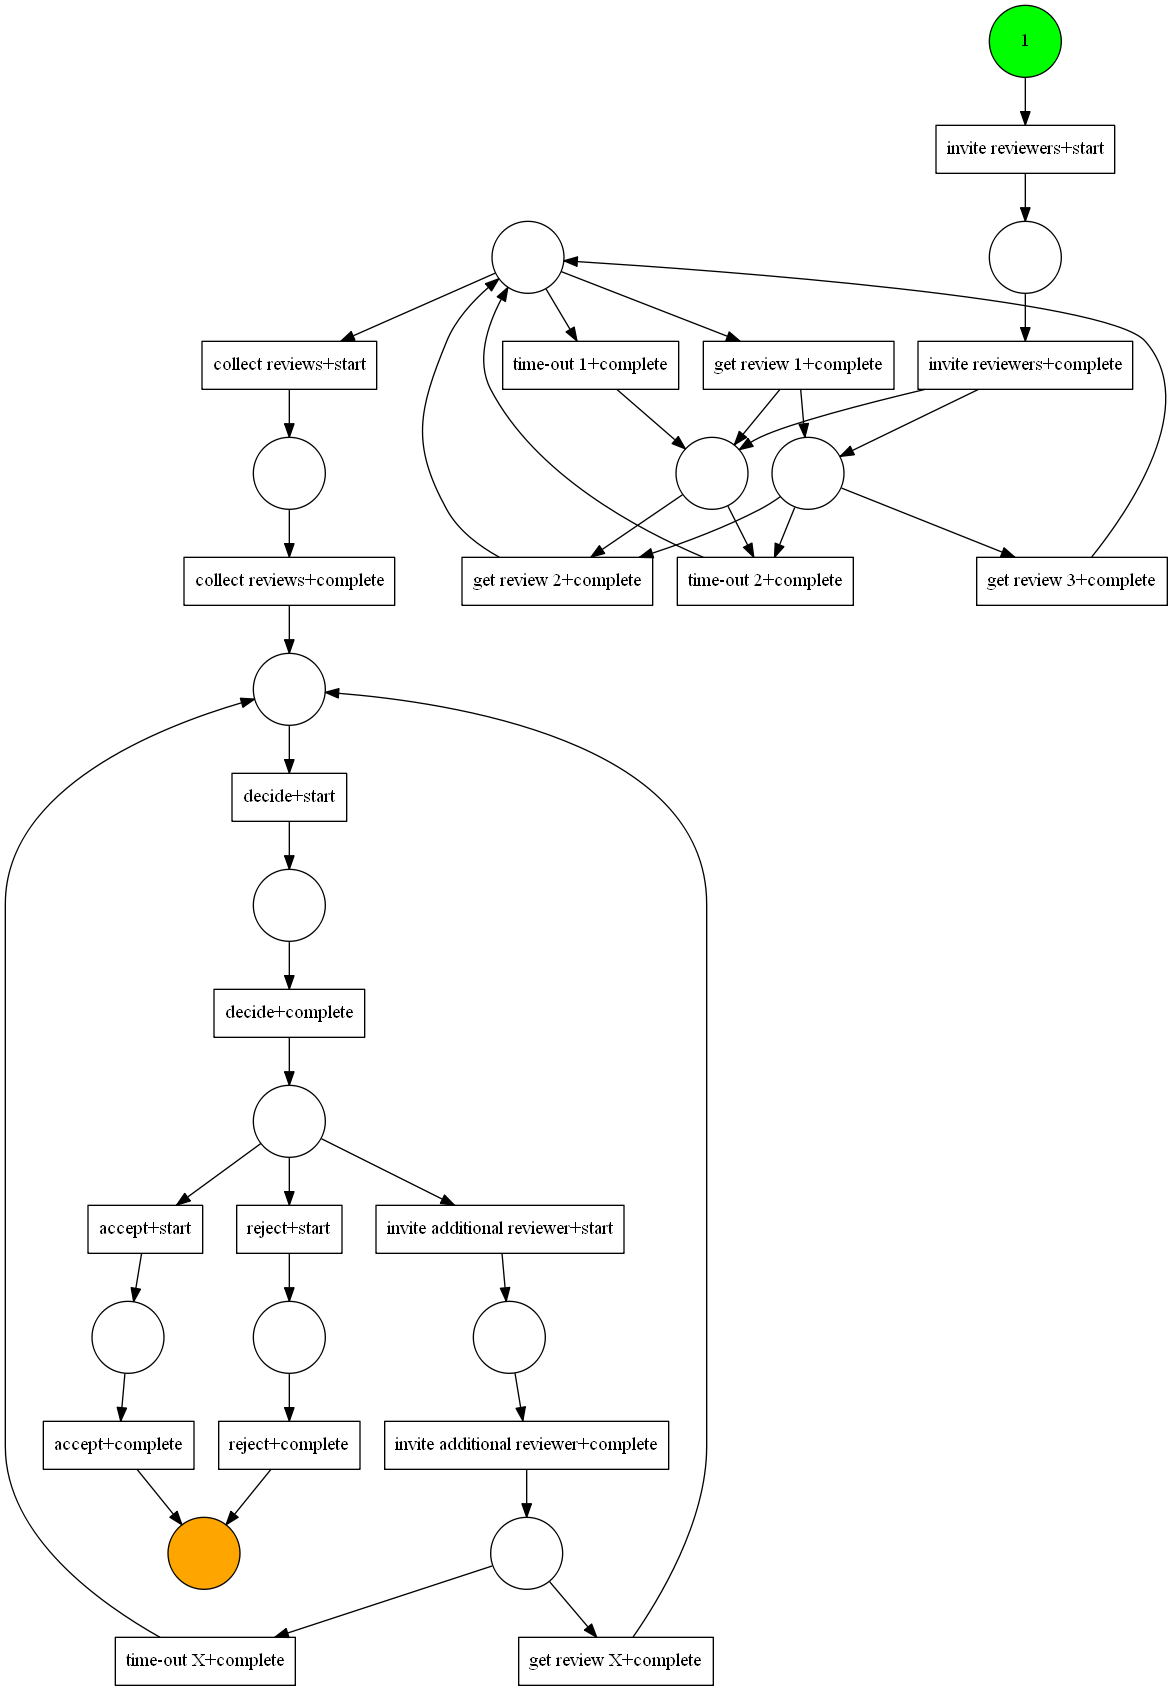 1
invite reviewers+start
collect reviews+start
time-out 1+complete
get review 1+complete
invite reviewers+complete
collect reviews+complete
get review 2+complete
time-out 2+complete
get review 3+complete
decide+start
decide+complete
accept+start
reject+start
invite additional reviewer+start
accept+complete
reject+complete
invite additional reviewer+complete
time-out X+complete
get review X+complete